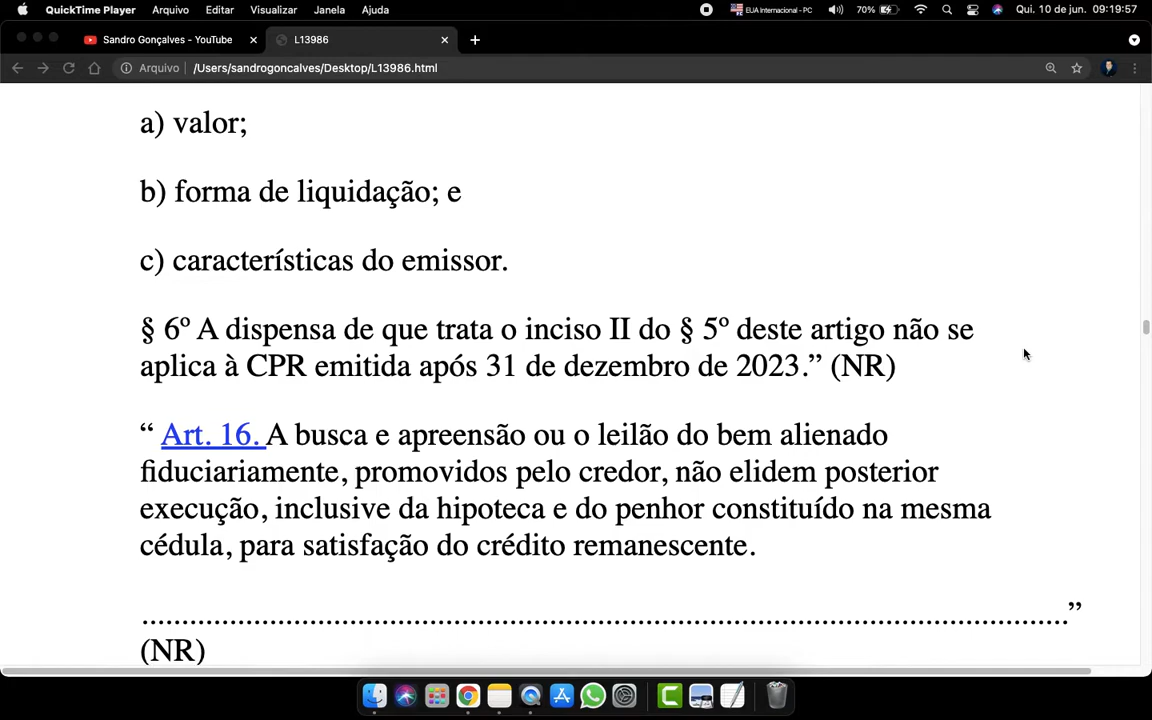 QuickTime Player Arquivo Editar Visualizar Janela Ajuda EUA Internacional - PC 70% Qui. 10 de jun. 09:19:57
Sandro Gonçalves - YouTube L13986
Arquivo /Users/sandrogoncalves/Desktop/L13986.html
a) valor;
b) forma de liquidação; e
c) características do emissor.
§ 6º A dispensa de que trata o inciso II do § 5º deste artigo não se
aplica à CPR emitida após 31 de dezembro de 2023.” (NR)
“ Art. 16. A busca e apreensão ou o leilão do bem alienado
fiduciariamente, promovidos pelo credor, não elidem posterior
execução, inclusive da hipoteca e do penhor constituído na mesma
cédula, para satisfação do crédito remanescente.
.........................................................................................................”
(NR)